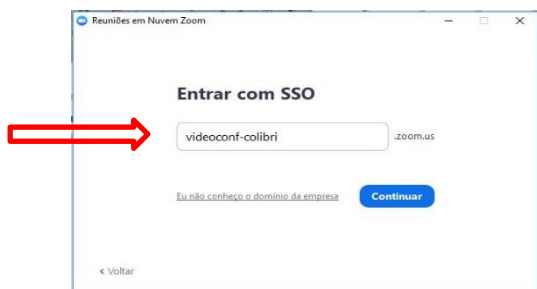 Reuniões em Nuvem Zoom
Entrar com SSO
videoconf-colibri .zoom.us
Eu não conheço o domínio da empresa Continuar
< Voltar